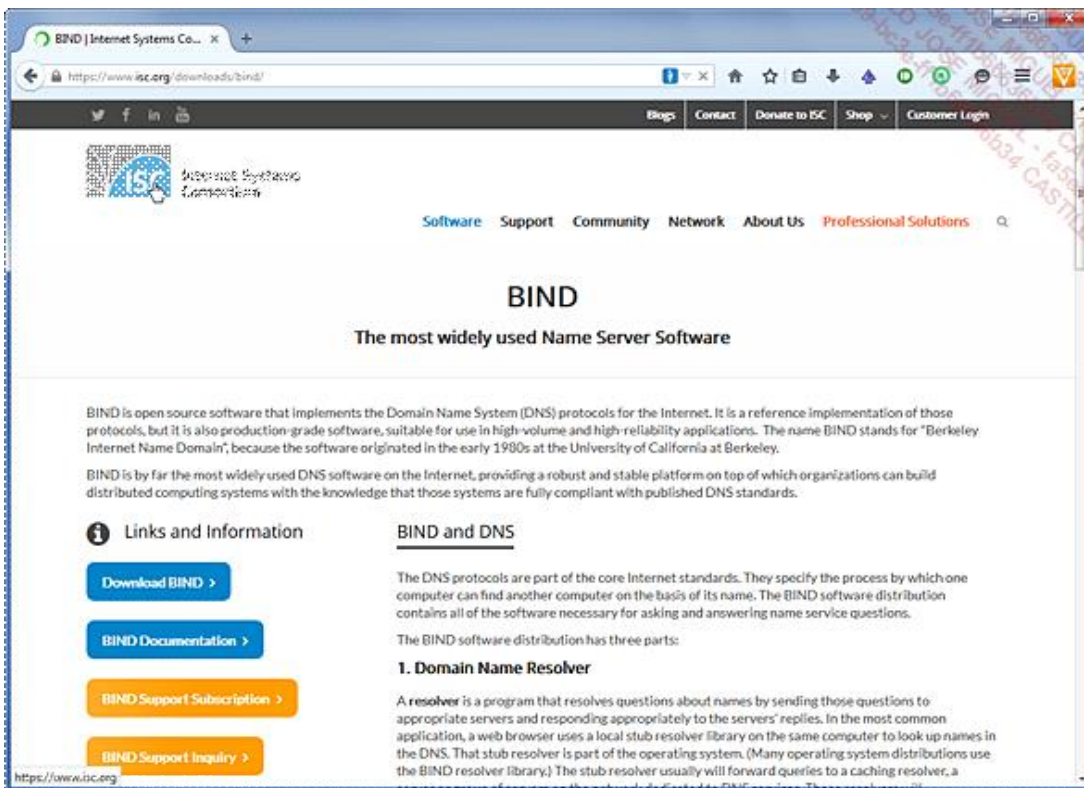 BIND | Internet Systems Co... × +
https://www.isc.org/downloads/bind/
Blogs Contact Donate to ISC Shop Customer Login
ISC Internet Systems
Consortium
Software Support Community Network About Us Professional Solutions
BIND
The most widely used Name Server Software
BIND is open source software that implements the Domain Name System (DNS) protocols for the Internet. It is a reference implementation of those
protocols, but it is also production-grade software, suitable for use in high-volume and high-reliability applications. The name BIND stands for "Berkeley
Internet Name Domain", because the software originated in the early 1980s at the University of California at Berkeley.
BIND is by far the most widely used DNS software on the Internet, providing a robust and stable platform on top of which organizations can build
distributed computing systems with the knowledge that those systems are fully compliant with published DNS standards.
Links and Information
Download BIND >
BIND Documentation >
BIND Support Subscription >
BIND Support Inquiry >
BIND and DNS
The DNS protocols are part of the core Internet standards. They specify the process by which one
computer can find another computer on the basis of its name. The BIND software distribution
contains all of the software necessary for asking and answering name service questions.
The BIND software distribution has three parts:
1. Domain Name Resolver
A resolver is a program that resolves questions about names by sending those questions to
appropriate servers and responding appropriately to the servers' replies. In the most common
application, a web browser uses a local stub resolver library on the same computer to look up names in
the DNS. That stub resolver is part of the operating system. (Many operating system distributions use
the BIND resolver library.) The stub resolver usually will forward queries to a caching resolver, a
https://www.isc.org